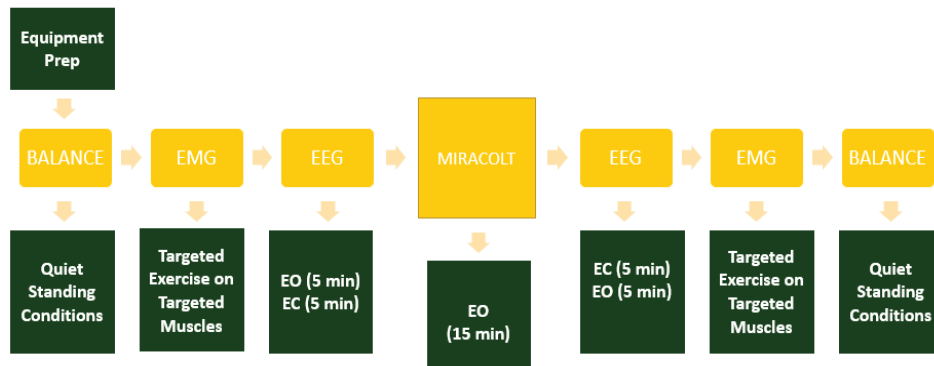 Equipment
Prep
BALANCE
EMG
EEG
MIRACOLT
EEG
EMG
BALANCE
Quiet
Standing
Conditions
Targeted
Exercise on
Targeted
Muscles
EO (5 min)
EC (5 min)
EO
(15 min)
EC (5 min)
EO (5 min)
Targeted
Exercise on
Targeted
Muscles
Quiet
Standing
Conditions